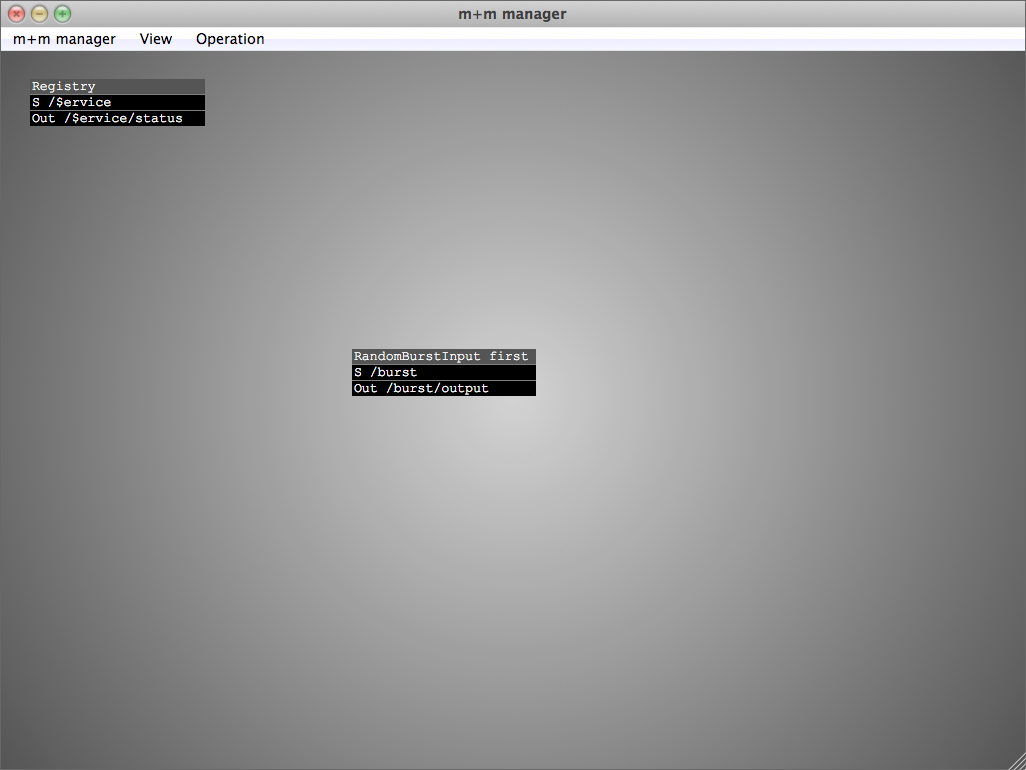 m+m manager
m+m manager View Operation
Registry
S /$ervice
Out /$ervice/status
RandomBurstInput first
S /burst
Out /burst/output